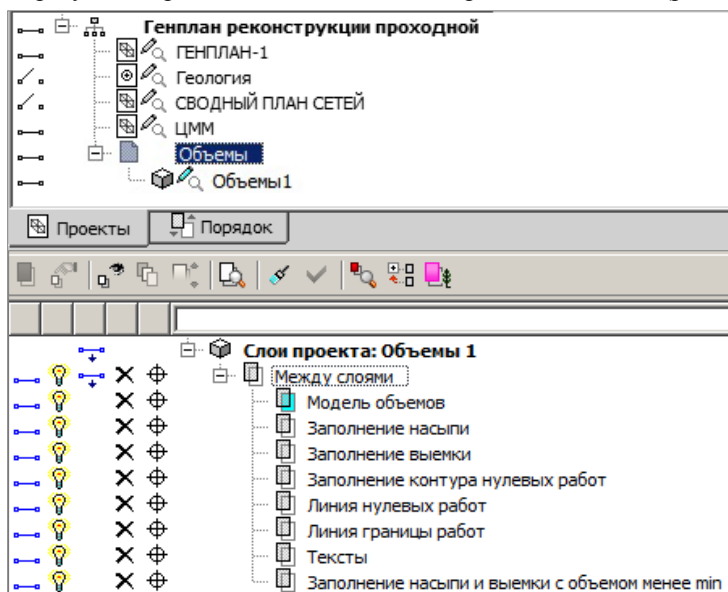 Генплан реконструкции проходной
ГЕНПЛАН-1
Геология
СВОДНЫЙ ПЛАН СЕТЕЙ
ЦММ
Объемы
Объемы1
Проекты
Порядок
Слои проекта: Объемы 1
Между слоями
Модель объемов
Заполнение насыпи
Заполнение выемки
Заполнение контура нулевых работ
Линия нулевых работ
Линия границы работ
Тексты
Заполнение насыпи и выемки с объемом менее min